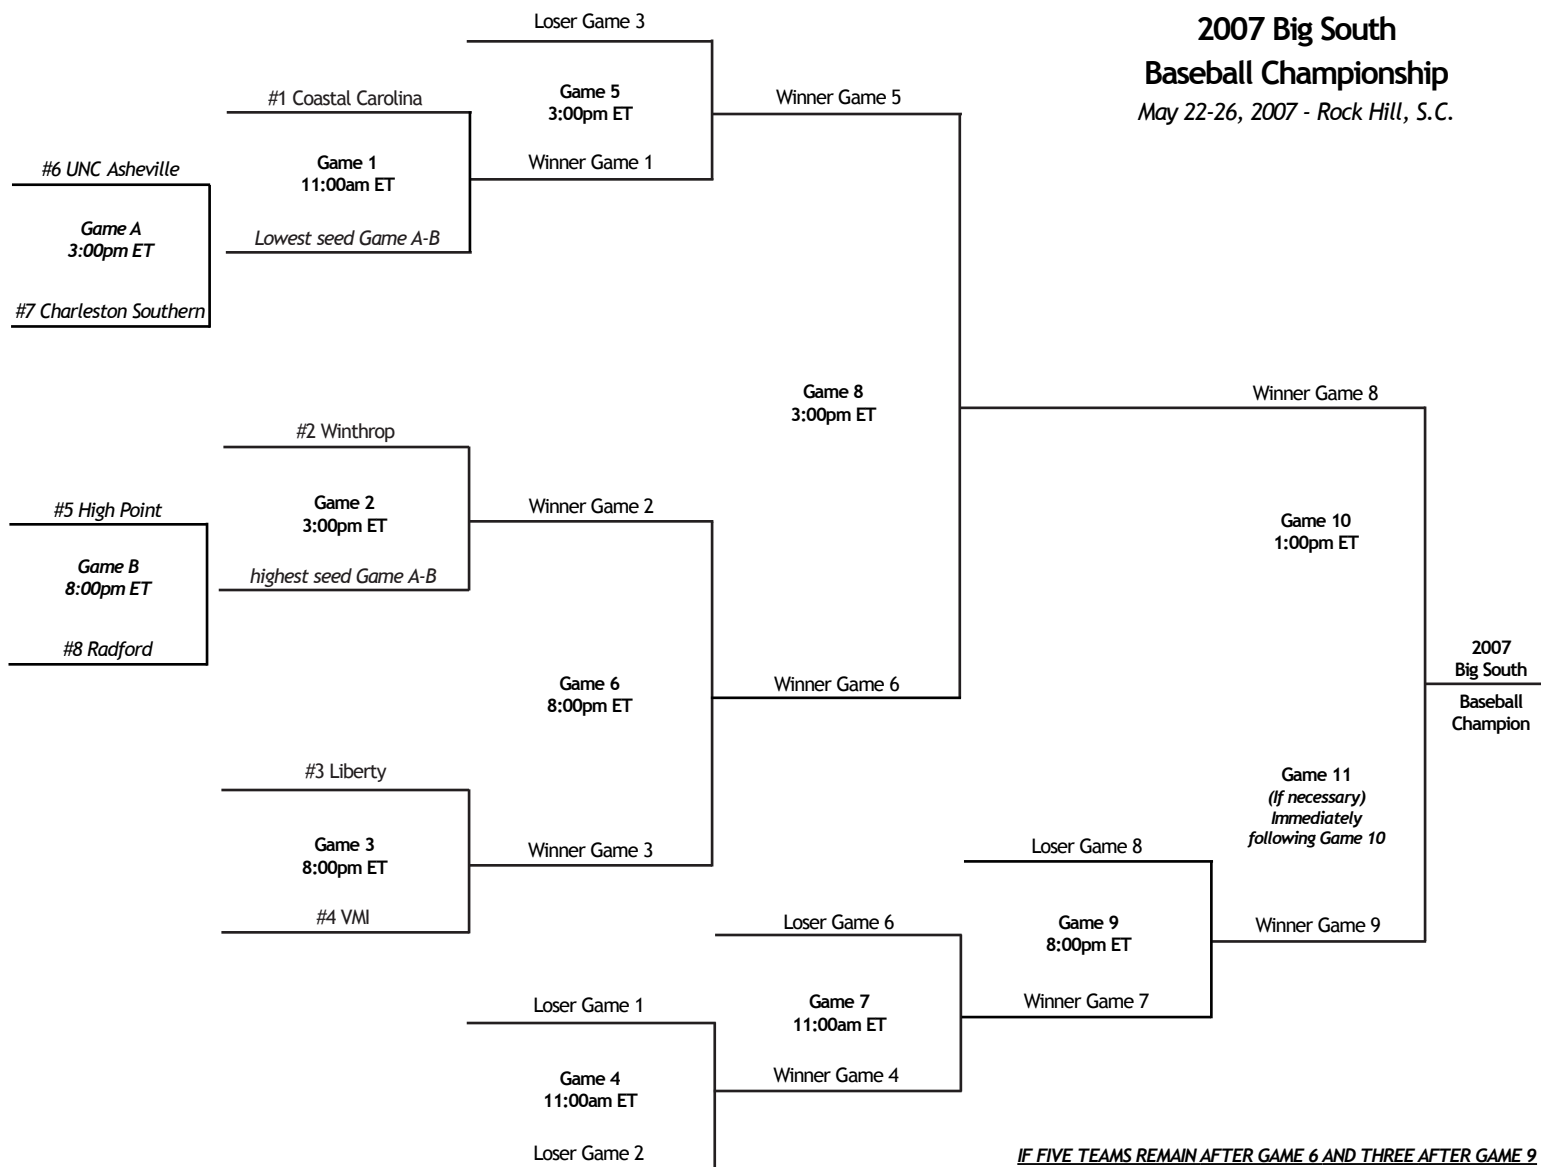 2007 Big South
Baseball Championship
May 22-26, 2007 - Rock Hill, S.C.
#6 UNC Asheville
Game A
3:00pm ET
#7 Charleston Southern
#5 High Point
Game B
8:00pm ET
#8 Radford
#1 Coastal Carolina
Game 1
11:00am ET
Lowest seed Game A-B
#2 Winthrop
Game 2
3:00pm ET
highest seed Game A-B
#3 Liberty
Game 3
8:00pm ET
#4 VMI
Loser Game 3
Game 5
3:00pm ET
Winner Game 1
Winner Game 2
Game 6
8:00pm ET
Winner Game 3
Loser Game 1
Game 4
11:00am ET
Loser Game 2
Winner Game 5
Game 8
3:00pm ET
Winner Game 6
Loser Game 6
Game 7
11:00am ET
Winner Game 4
Loser Game 8
Game 9
8:00pm ET
Winner Game 7
Winner Game 8
Game 10
1:00pm ET
Game 11
(If necessary)
Immediately
following Game 10
Winner Game 9
2007
Big South
Baseball
Champion
IF FIVE TEAMS REMAIN AFTER GAME 6 AND THREE AFTER GAME 9